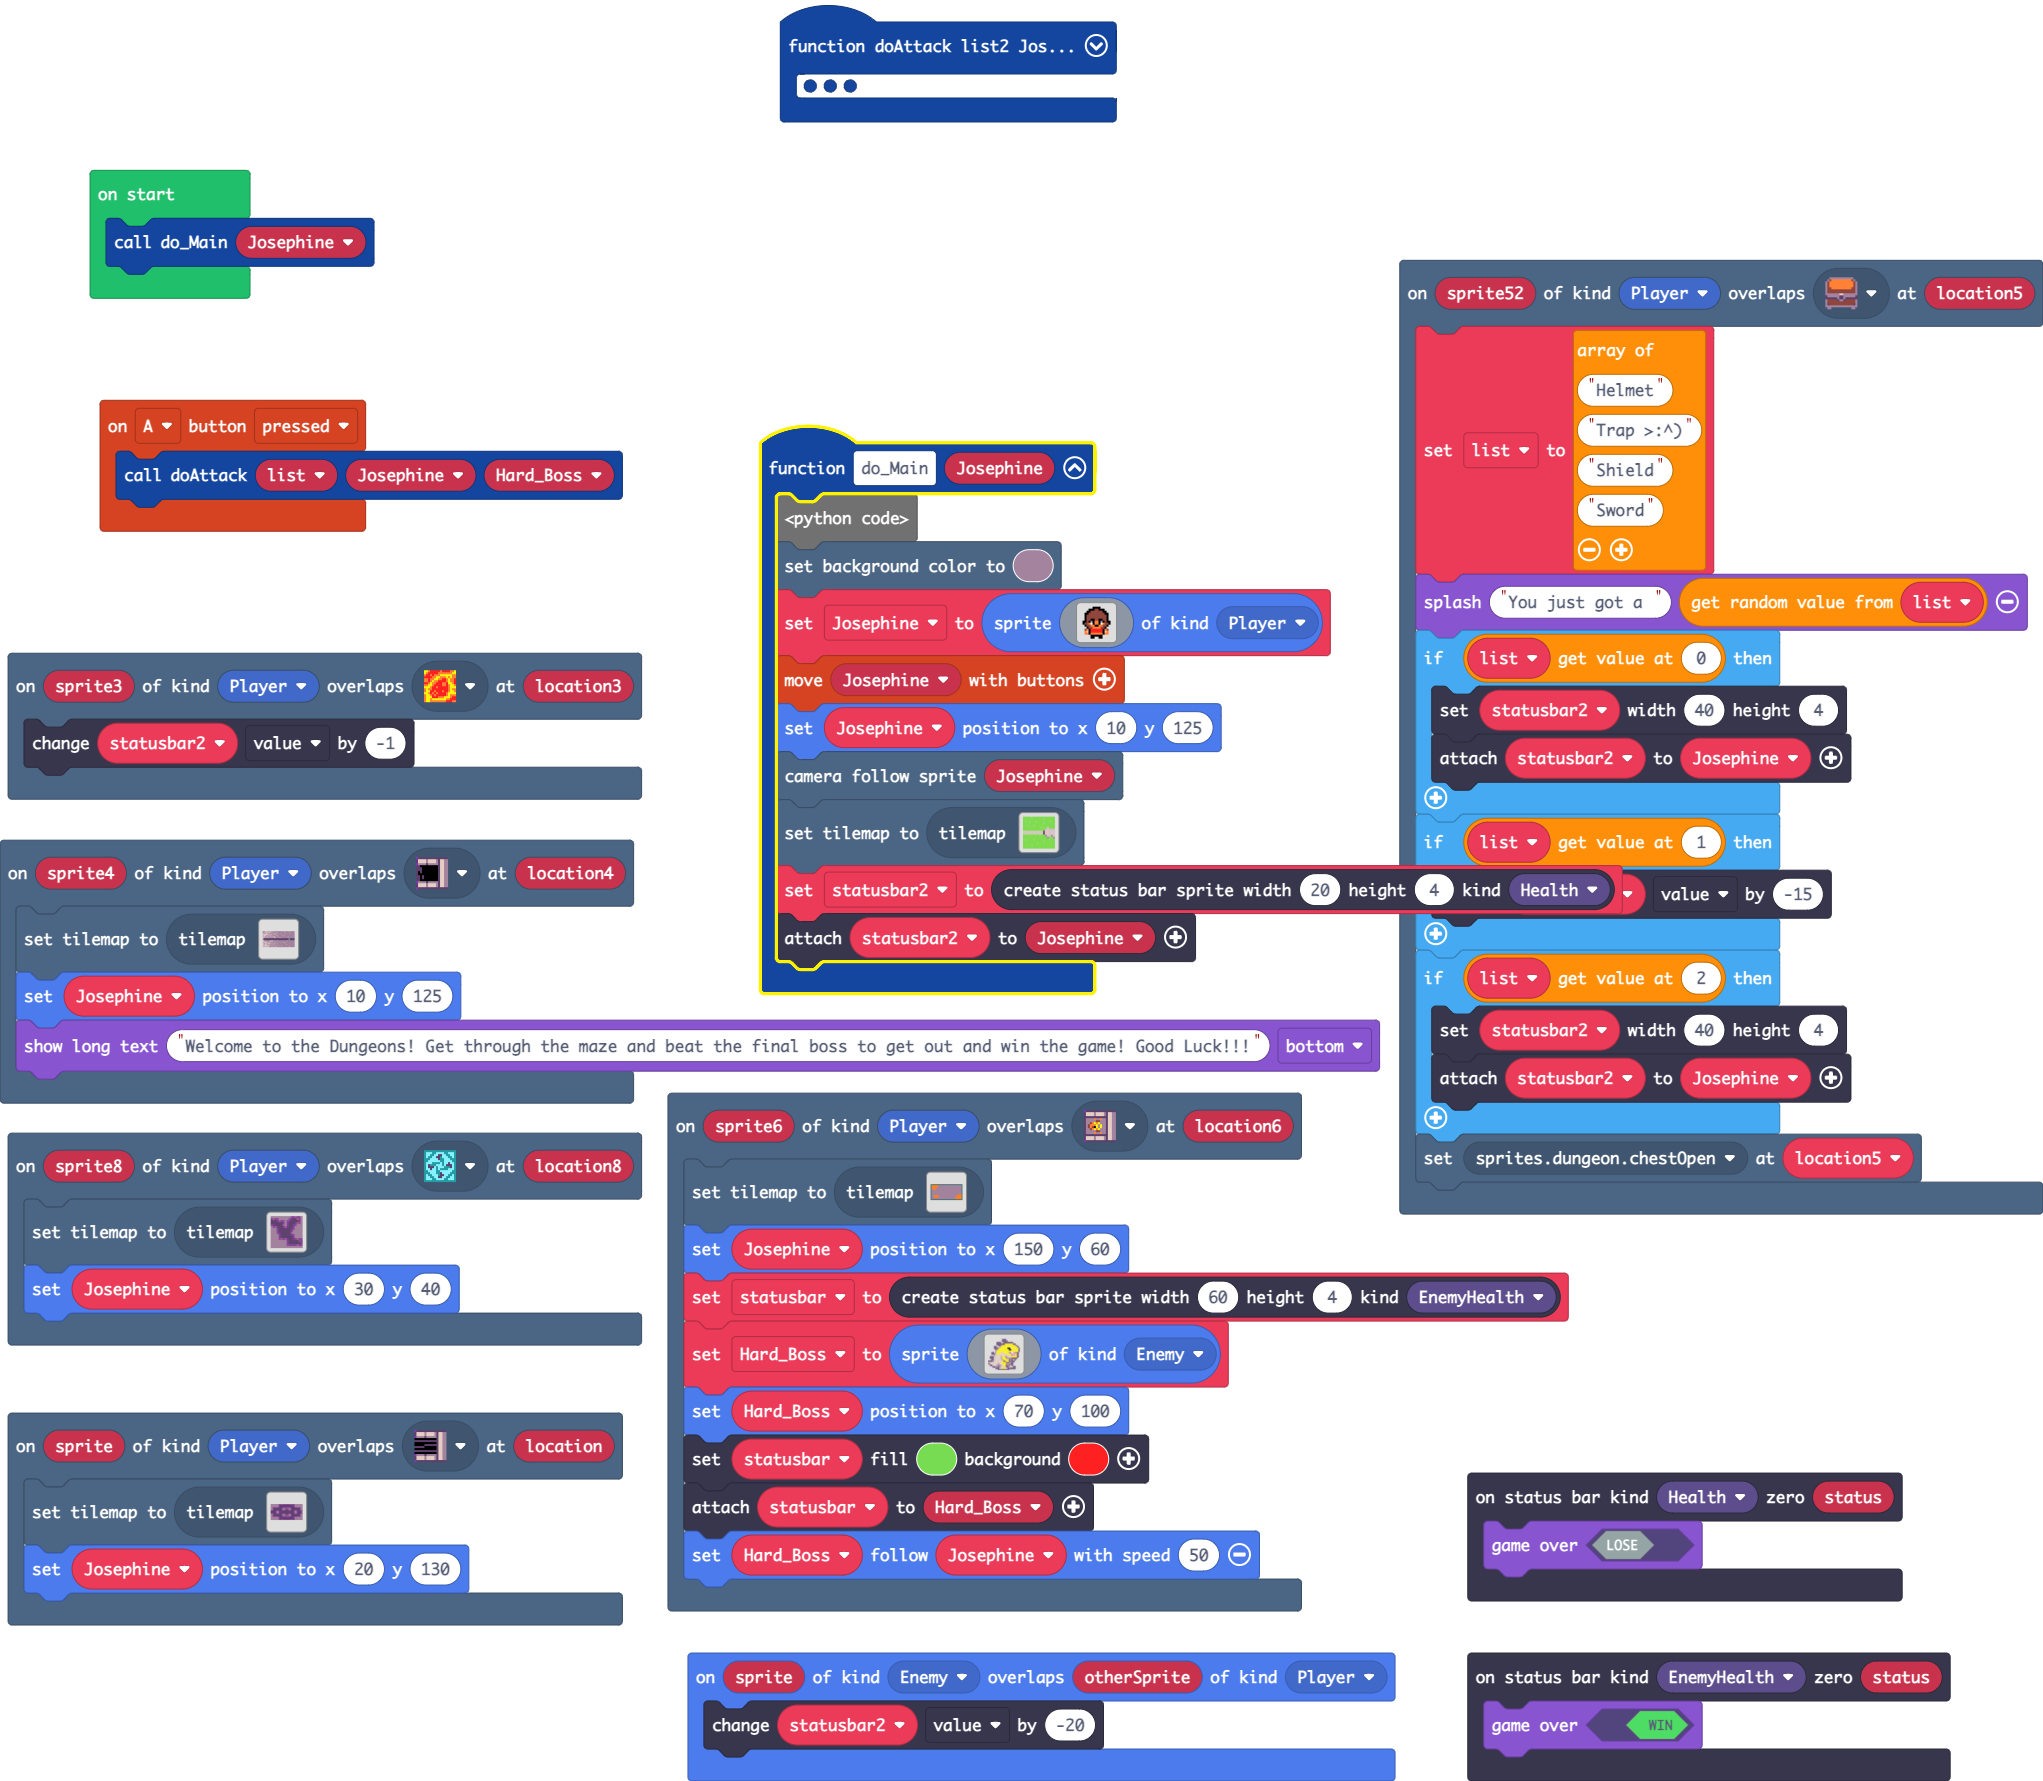 function doAttack list2 Jos...
on start
call do_Main Josephine
on A button pressed
call doAttack list Josephine Hard_Boss
on sprite3 of kind Player overlaps at location3
change statusbar2 value by -1
on sprite4 of kind Player overlaps at location4
set tilemap to tilemap
set Josephine position to x 10 y 125
show long text "Welcome to the Dungeons! Get through the maze and beat the final boss to get out and win the game! Good Luck!!!" bottom
on sprite8 of kind Player overlaps at location8
set tilemap to tilemap
set Josephine position to x 30 y 40
on sprite of kind Player overlaps at location
set tilemap to tilemap
set Josephine position to x 20 y 130
function do_Main Josephine
<python code>
set background color to
set Josephine to sprite of kind Player
move Josephine with buttons
set Josephine position to x 10 y 125
camera follow sprite Josephine
set tilemap to tilemap
set statusbar2 to create status bar sprite width 20 height 4 kind Health
attach statusbar2 to Josephine
on sprite6 of kind Player overlaps at location6
set tilemap to tilemap
set Josephine position to x 150 y 60
set statusbar to create status bar sprite width 60 height 4 kind EnemyHealth
set Hard_Boss to sprite of kind Enemy
set Hard_Boss position to x 70 y 100
set statusbar fill background
attach statusbar to Hard_Boss
set Hard_Boss follow Josephine with speed 50
on sprite of kind Enemy overlaps otherSprite of kind Player
change statusbar2 value by -20
on sprite52 of kind Player overlaps at location5
array of
"Helmet"
"Trap >:^)"
set list to
"Shield"
"Sword"
splash "You just got a " get random value from list
if list get value at 0 then
set statusbar2 width 40 height 4
attach statusbar2 to Josephine
if list get value at 1 then
value by -15
if list get value at 2 then
set statusbar2 width 40 height 4
attach statusbar2 to Josephine
set sprites.dungeon.chestOpen at location5
on status bar kind Health zero status
game over LOSE
on status bar kind EnemyHealth zero status
game over WIN